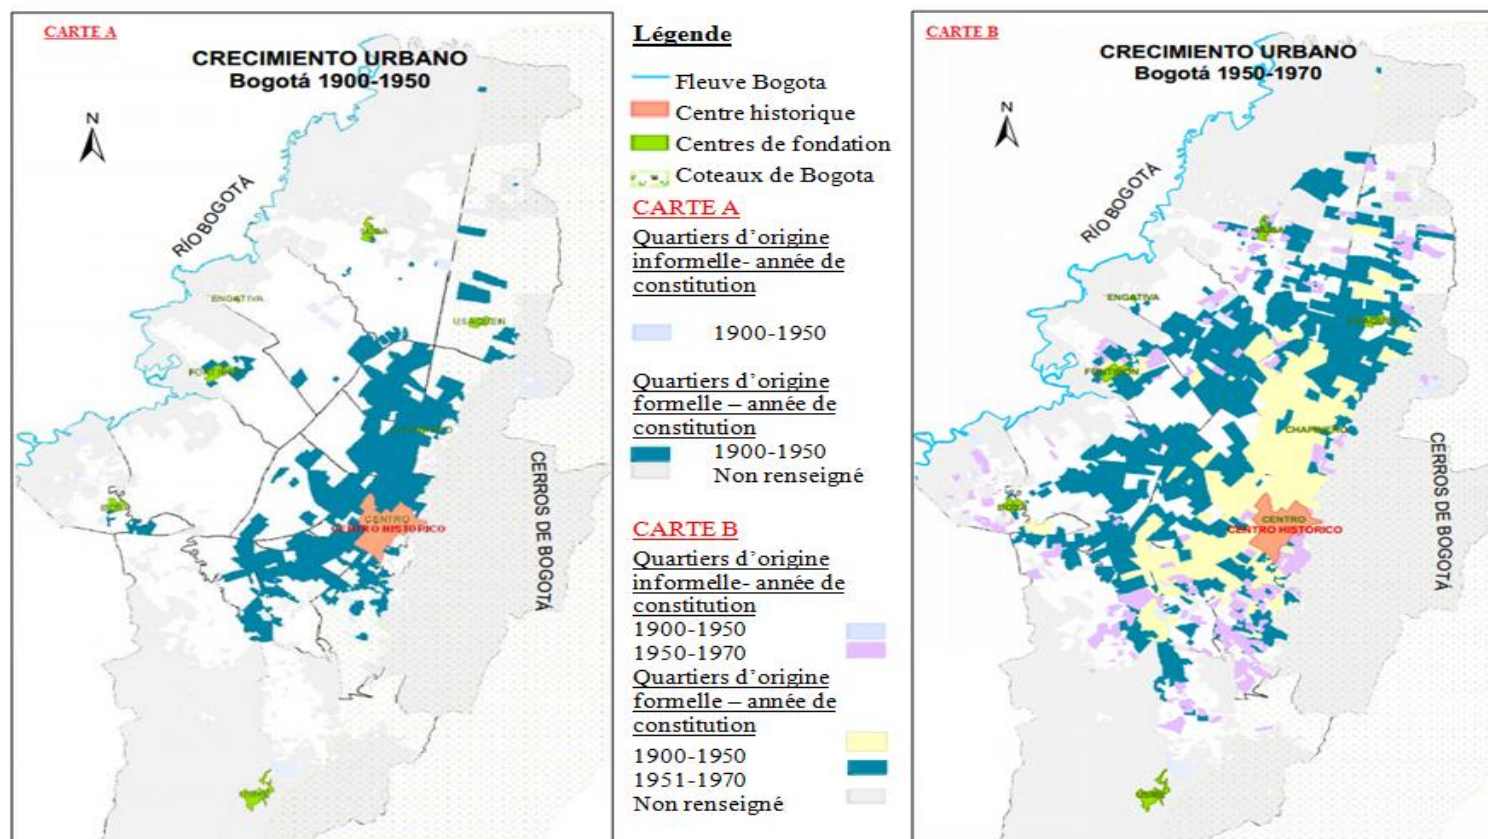 CARTE A
CRECIMIENTO URBANO
Bogotá 1900-1950
N
RÍO BOGOTÁ
SUBA
ENGATIVA
USAQUEN
FONTIBON
BOSA
CENTRO
CENTRO HISTORICO
CERROS DE BOGOTÁ
Légende
Fleuve Bogota
Centre historique
Centres de fondation
Coteaux de Bogota
CARTE A
Quartiers d’origine
informelle- année de
constitution
1900-1950
Quartiers d’origine
formelle – année de
constitution
1900-1950
Non renseigné
CARTE B
Quartiers d’origine
informelle- année de
constitution
1900-1950
1950-1970
Quartiers d’origine
formelle – année de
constitution
1900-1950
1951-1970
Non renseigné
CARTE B
CRECIMIENTO URBANO
Bogotá 1950-1970
N
RÍO BOGOTÁ
ENGATIVA
FONTIBON
CHAPINERO
BOSA
CENTRO
CENTRO HISTORICO
CERROS DE BOGOTÁ